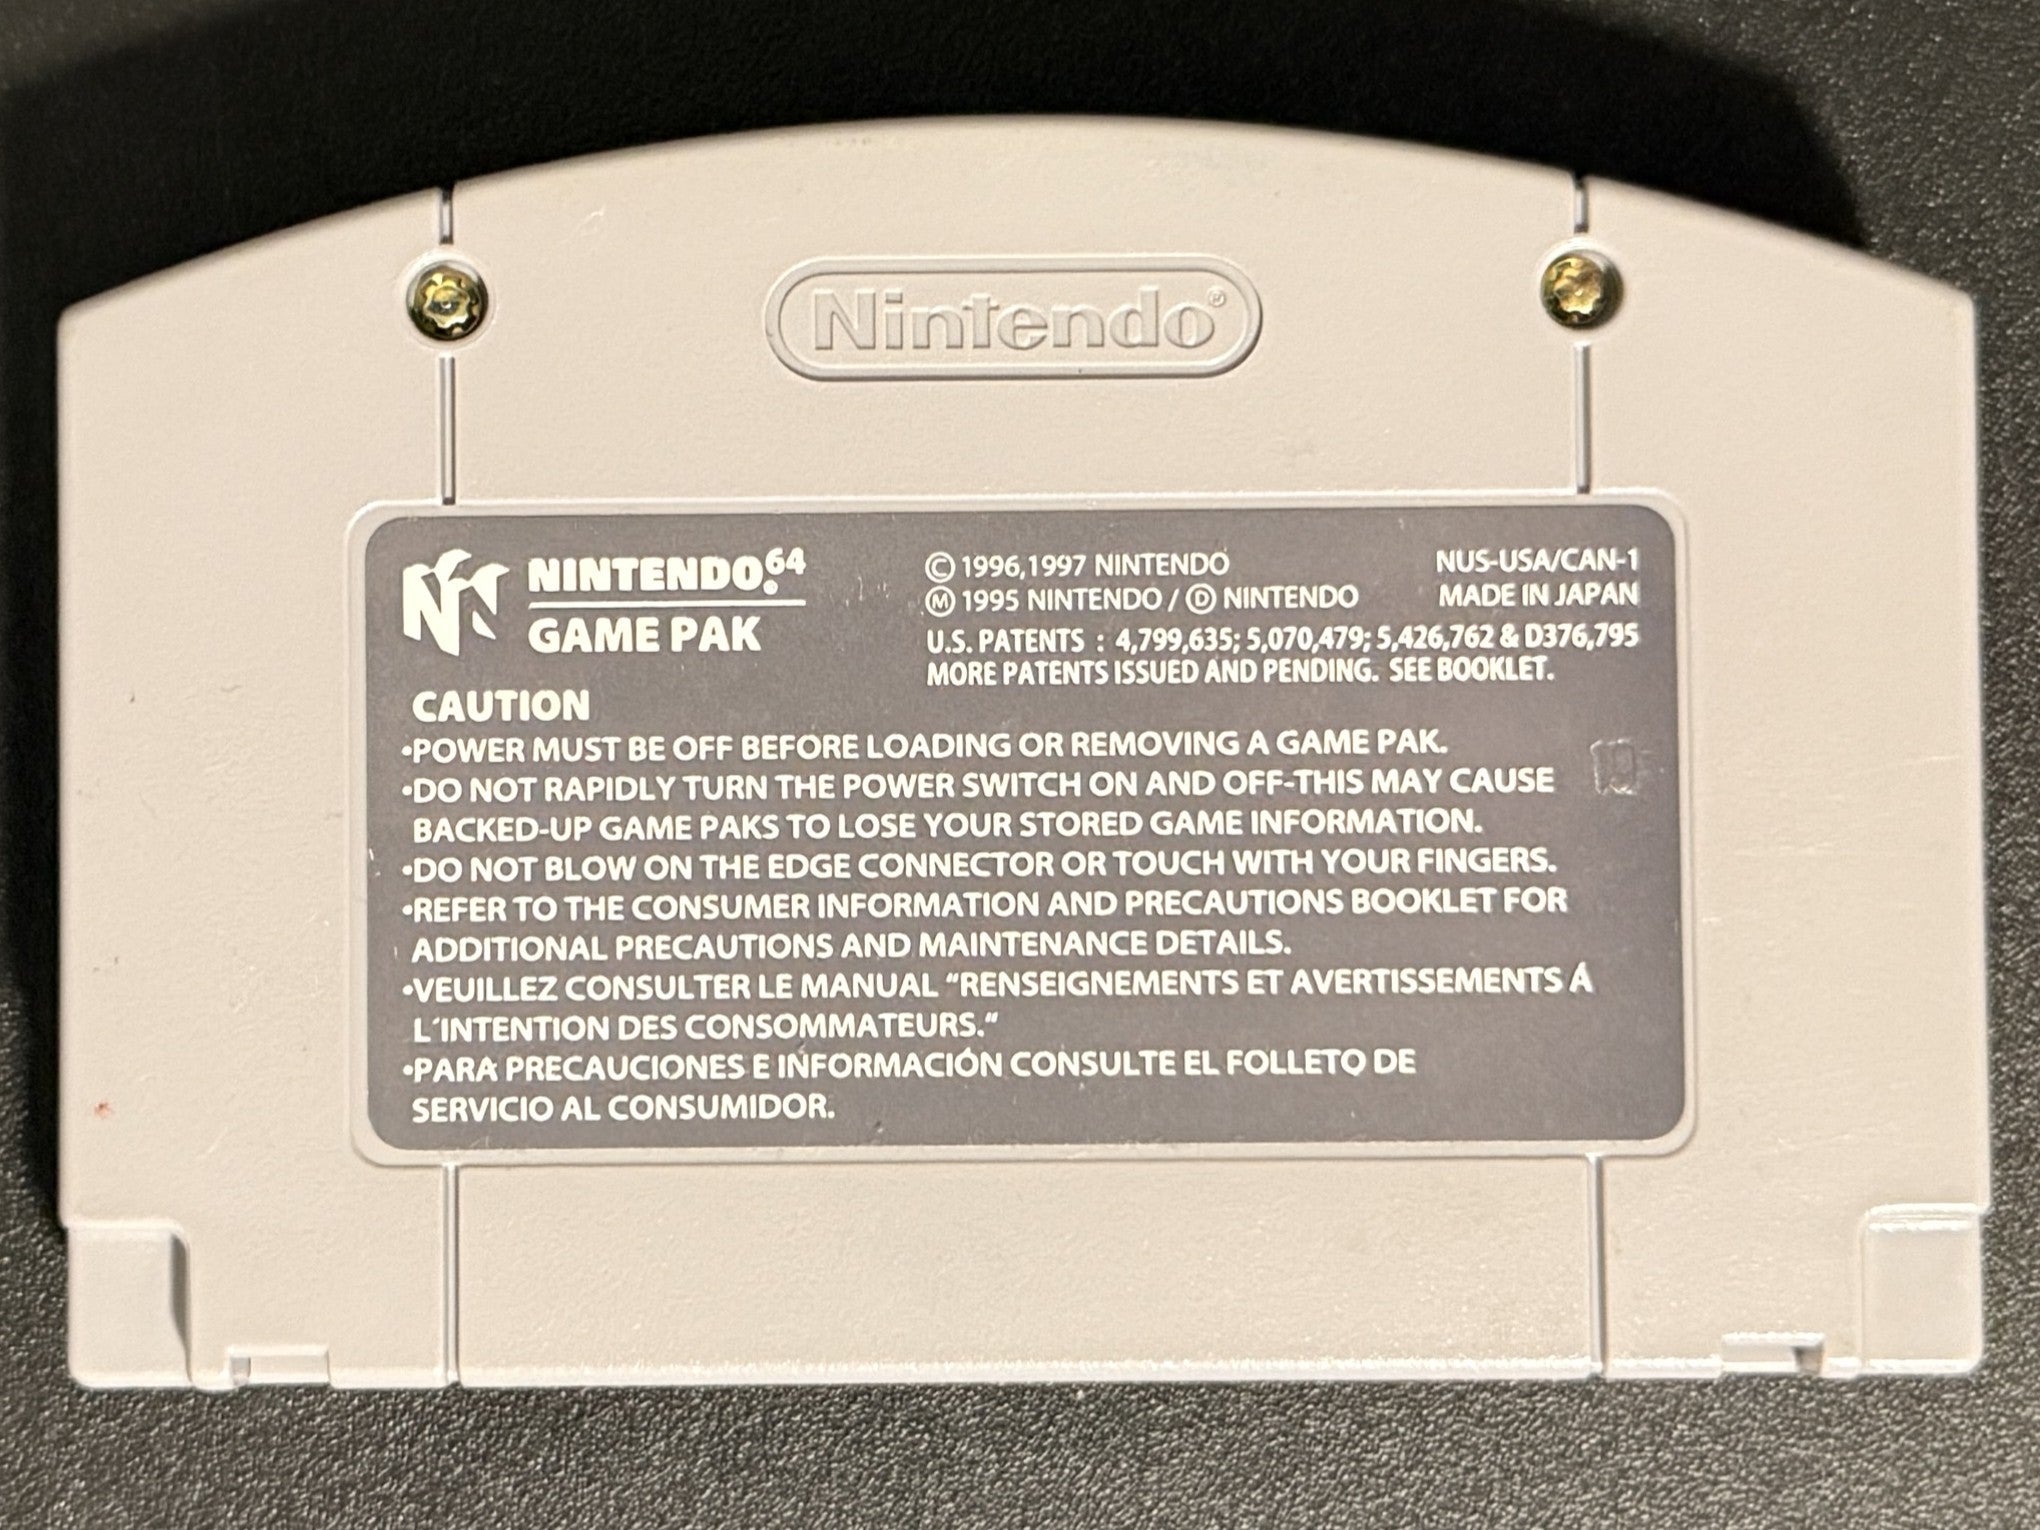 Nintendo®
NINTENDO®64
GAME PAK
© 1996,1997 NINTENDO
Ⓜ 1995 NINTENDO / Ⓓ NINTENDO
NUS-USA/CAN-1
MADE IN JAPAN
U.S. PATENTS : 4,799,635; 5,070,479; 5,426,762 & D376,795
MORE PATENTS ISSUED AND PENDING. SEE BOOKLET.
CAUTION
•POWER MUST BE OFF BEFORE LOADING OR REMOVING A GAME PAK.
•DO NOT RAPIDLY TURN THE POWER SWITCH ON AND OFF-THIS MAY CAUSE
BACKED-UP GAME PAKS TO LOSE YOUR STORED GAME INFORMATION.
•DO NOT BLOW ON THE EDGE CONNECTOR OR TOUCH WITH YOUR FINGERS.
•REFER TO THE CONSUMER INFORMATION AND PRECAUTIONS BOOKLET FOR
ADDITIONAL PRECAUTIONS AND MAINTENANCE DETAILS.
•VEUILLEZ CONSULTER LE MANUAL "RENSEIGNEMENTS ET AVERTISSEMENTS Á
L´INTENTION DES CONSOMMATEURS."
•PARA PRECAUCIONES E INFORMACIÓN CONSULTE EL FOLLETO DE
SERVICIO AL CONSUMIDOR.